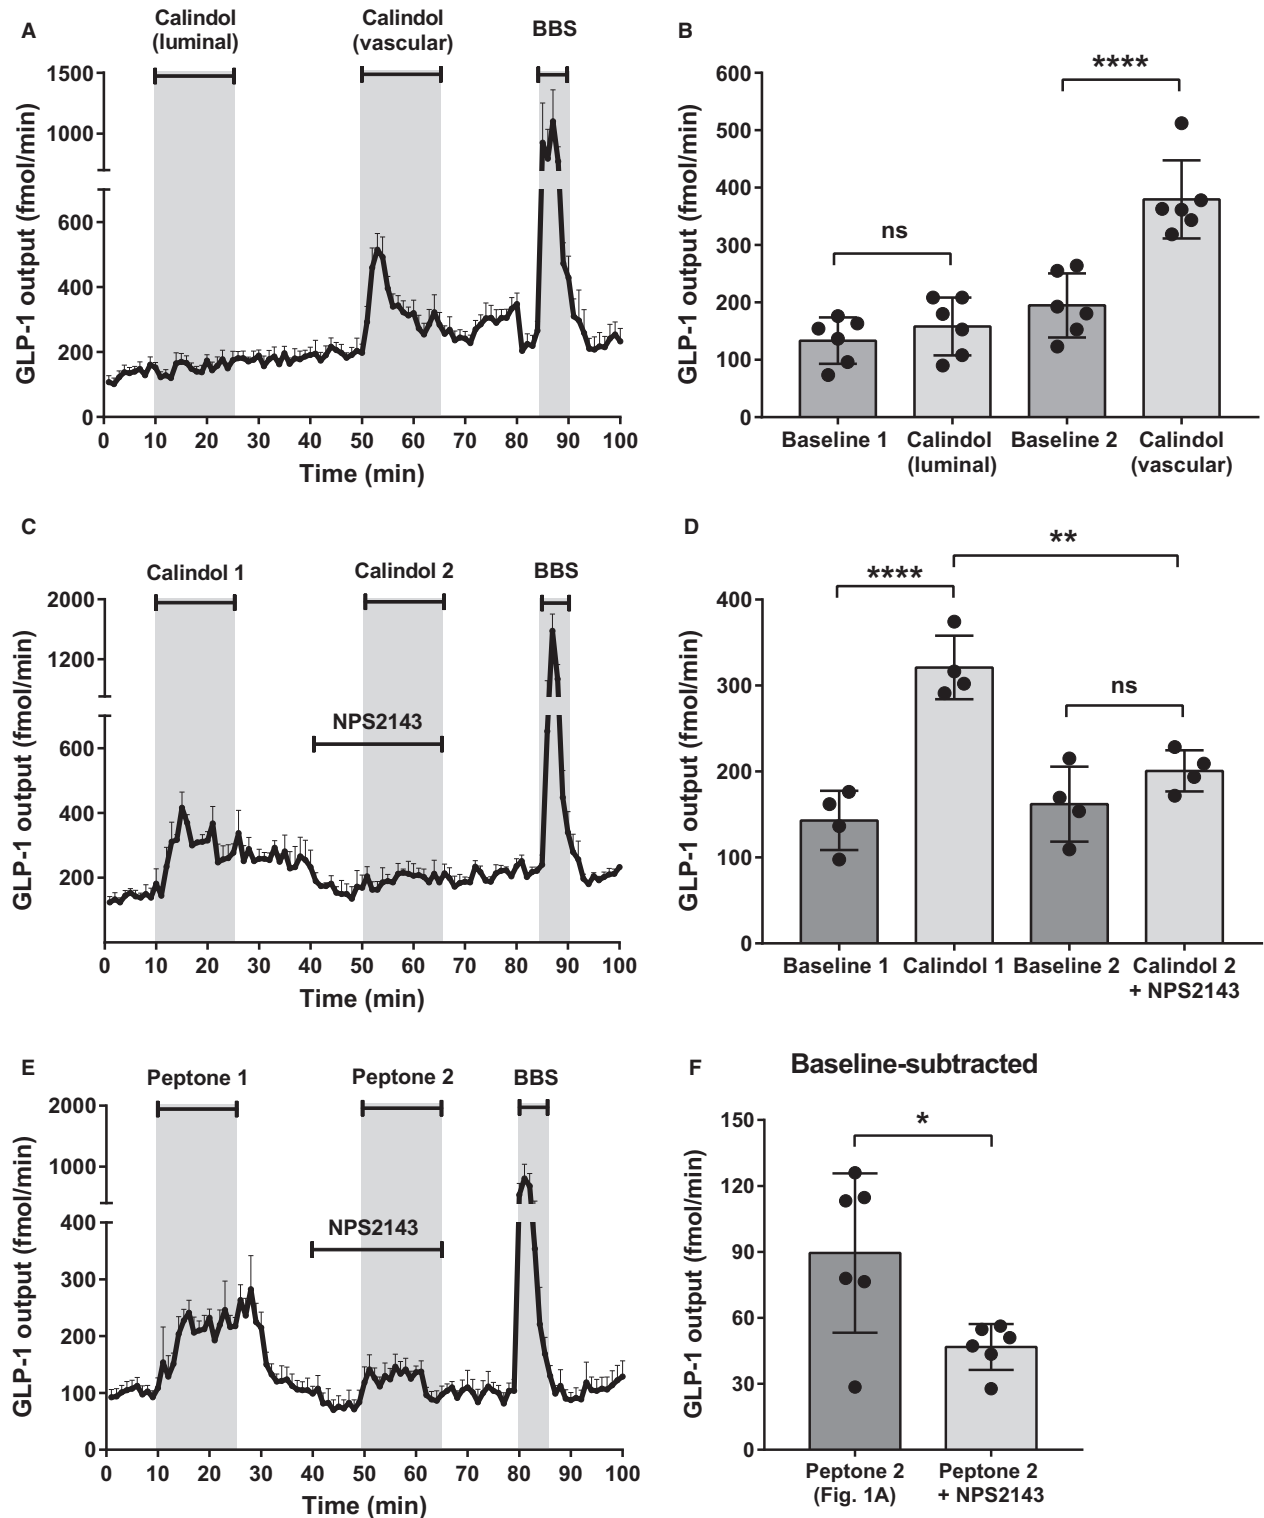 A
Calindol
(luminal)
Calindol
(vascular)
BBS
GLP-1 output (fmol/min)
1500
1000
600
400
200
0
0 10 20 30 40 50 60 70 80 90 100
Time (min)
B
GLP-1 output (fmol/min)
600
500
400
300
200
100
0
ns
****
Baseline 1
Calindol
(luminal)
Baseline 2
Calindol
(vascular)
C
Calindol 1
Calindol 2
BBS
NPS2143
GLP-1 output (fmol/min)
2000
1200
600
400
200
0 10 20 30 40 50 60 70 80 90 100
Time (min)
D
GLP-1 output (fmol/min)
400
300
200
100
0
****
**
ns
Baseline 1
Calindol 1
Baseline 2
Calindol 2
+ NPS2143
E
Peptone 1
Peptone 2
BBS
NPS2143
GLP-1 output (fmol/min)
2000
1000
400
300
200
100
0
0 10 20 30 40 50 60 70 80 90 100
Time (min)
F
Baseline-subtracted
GLP-1 output (fmol/min)
150
120
90
60
30
0
*
Peptone 2
(Fig. 1A)
Peptone 2
+ NPS2143